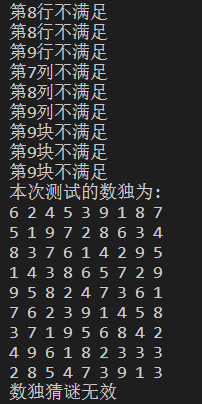 第8行不满足
第8行不满足
第9行不满足
第7列不满足
第8列不满足
第9列不满足
第9块不满足
第9块不满足
第9块不满足
本次测试的数独为:
6 2 4 5 3 9 1 8 7
5 1 9 7 2 8 6 3 4
8 3 7 6 1 4 2 9 5
1 4 3 8 6 5 7 2 9
9 5 8 2 4 7 3 6 1
7 6 2 3 9 1 4 5 8
3 7 1 9 5 6 8 4 2
4 9 6 1 8 2 3 3 3
2 8 5 4 7 3 9 1 3
数独猜谜无效